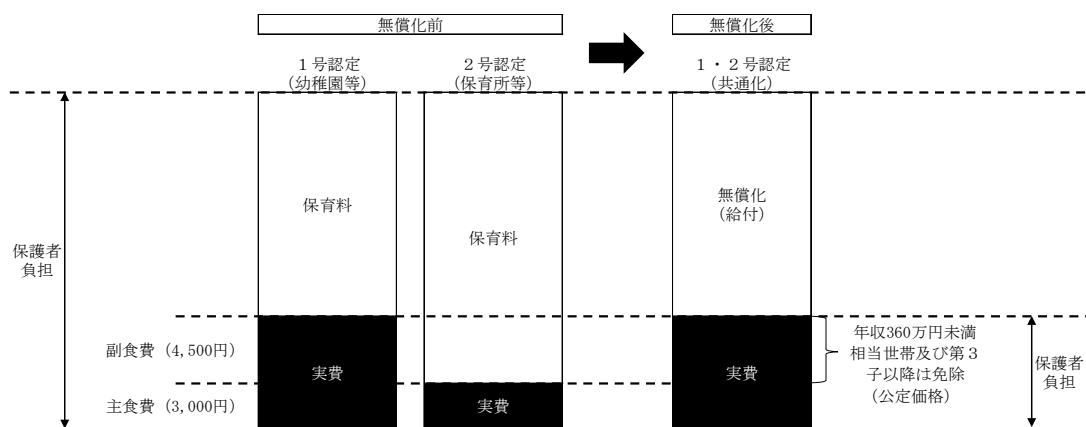 無償化前
無償化後
1号認定
(幼稚園等)
2号認定
(保育所等)
1・2号認定
(共通化)
保育料
保育料
無償化
(給付)
保護者
負担
副食費(4,500円)
主食費(3,000円)
実費
実費
実費
年収360万円未満
相当世帯及び第3
子以降は免除
(公定価格)
保護者
負担